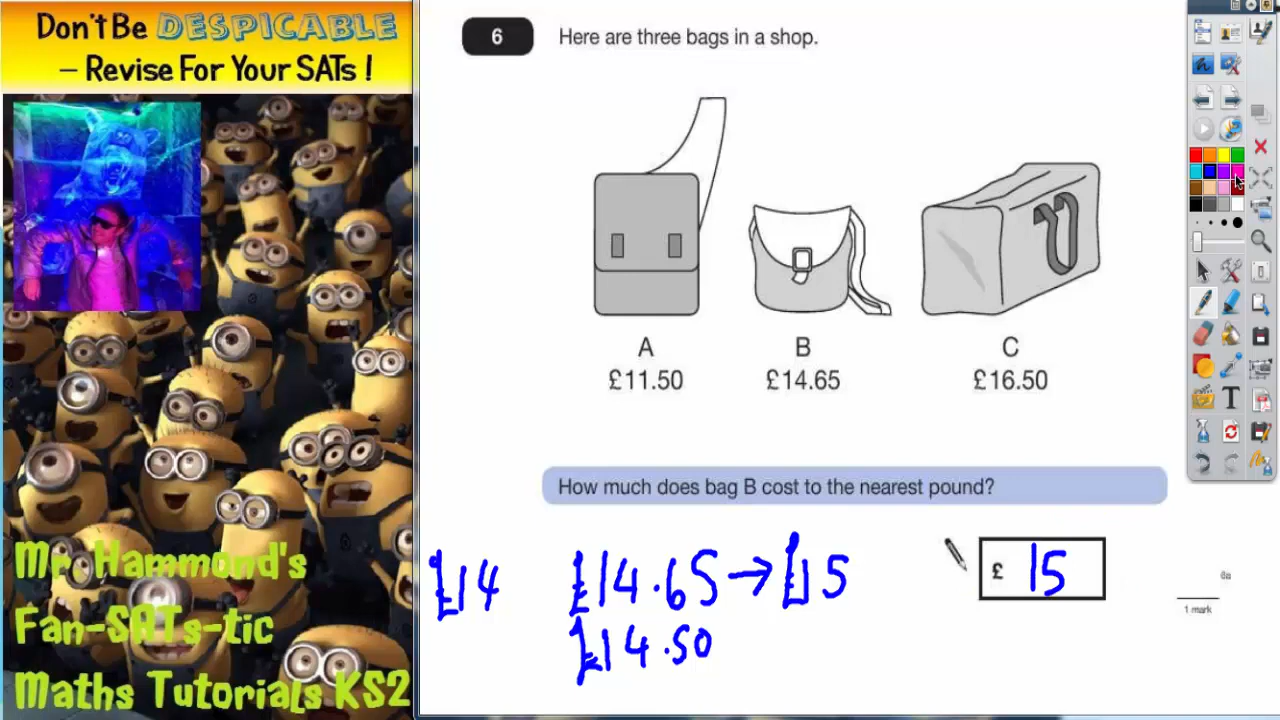 Don't Be DESPICABLE
– Revise For Your SATs !
Mr Hammond's
Fan-SATs-tic
Maths Tutorials KS2
6 Here are three bags in a shop.
A B C
£11.50 £14.65 £16.50
How much does bag B cost to the nearest pound?
£14 £14.65 → £15
£14.50
£ 15
6a
1 mark
T